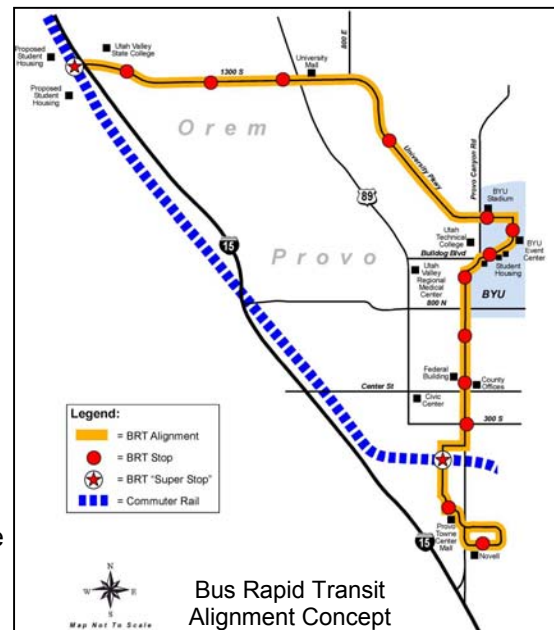 Proposed
Student
Housing
Utah Valley
State College
University
Mall
800 E
1300 S
Proposed
Student
Housing
Orem
University Pkwy
Provo Canyon Rd
89
BYU
Stadium
15
Provo
Utah
Technical
College
BYU
Event
Center
Bulldog Blvd
Student
Housing
Utah
Valley
Regional
Medical
Center
BYU
800 N
Federal
Building
County
Offices
Center St
Civic
Center
300 S
Legend:
= BRT Alignment
= BRT Stop
= BRT "Super Stop"
= Commuter Rail
e
Provo
Towne
Center
Mall
15
Novell
N
W E
S
Map Not To Scale
Bus Rapid Transit
Alignment Concept